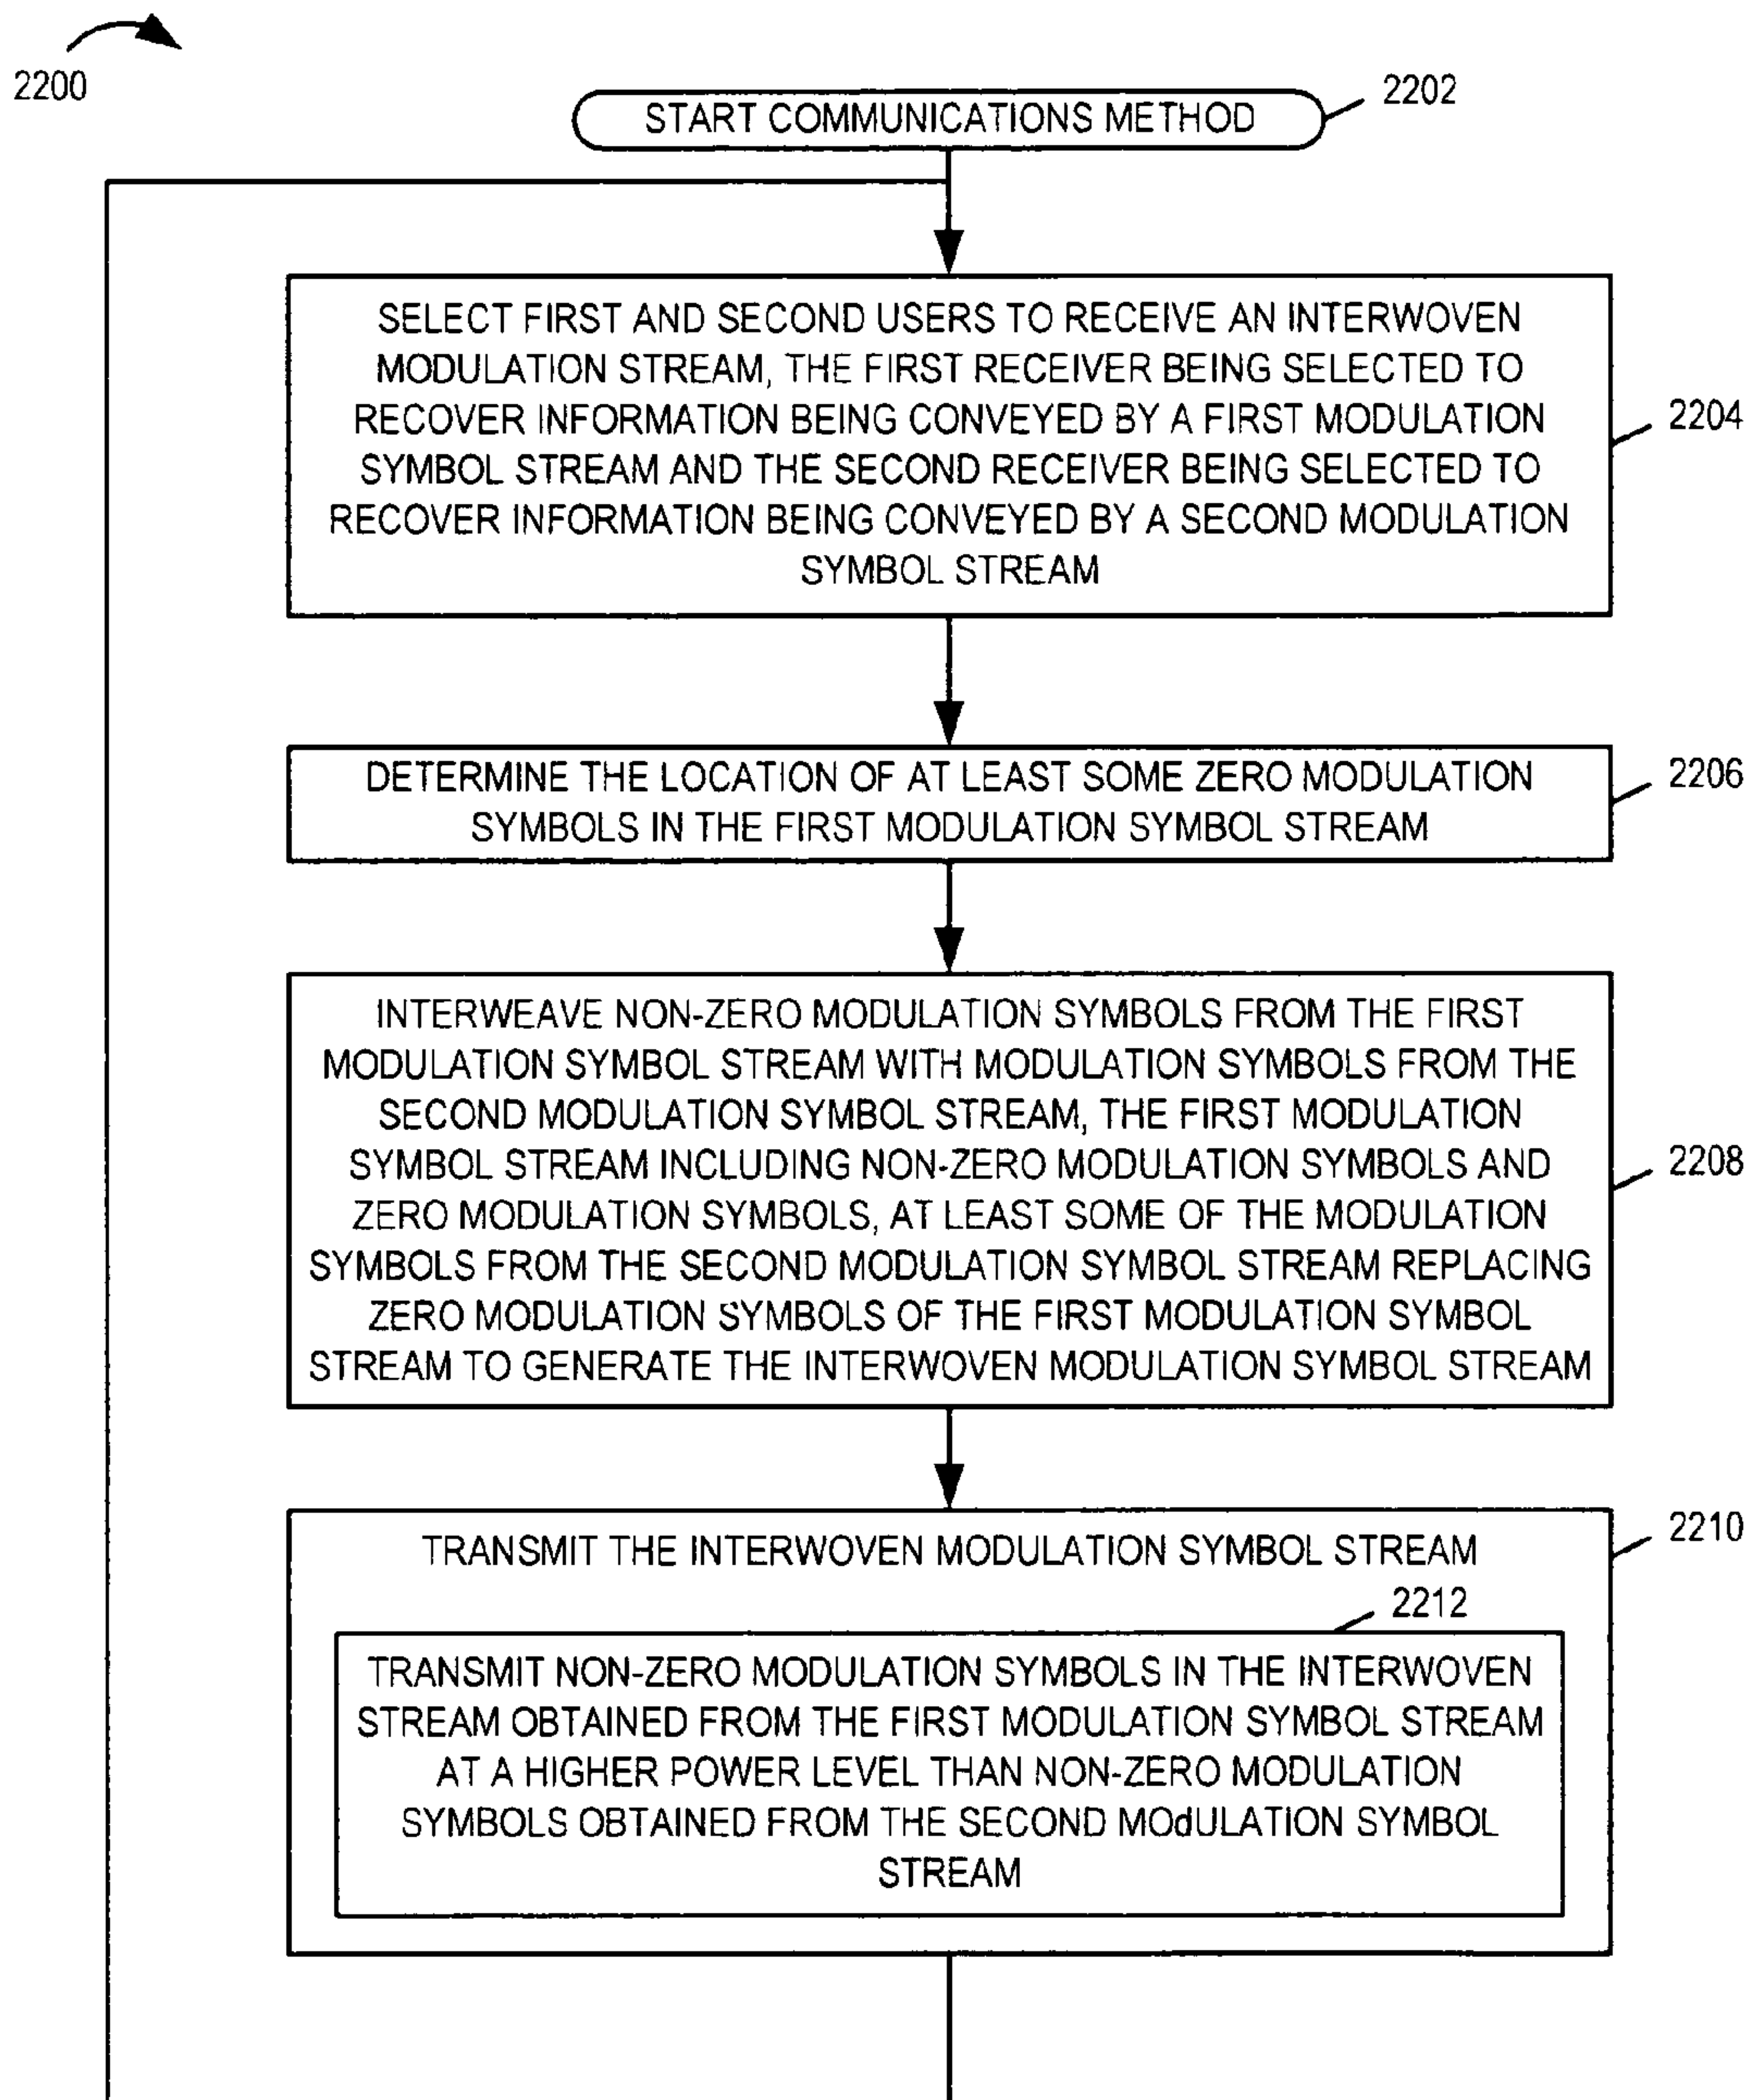 2200
START COMMUNICATIONS METHOD
2202
SELECT FIRST AND SECOND USERS TO RECEIVE AN INTERWOVEN
MODULATION STREAM, THE FIRST RECEIVER BEING SELECTED TO
RECOVER INFORMATION BEING CONVEYED BY A FIRST MODULATION
SYMBOL STREAM AND THE SECOND RECEIVER BEING SELECTED TO
RECOVER INFORMATION BEING CONVEYED BY A SECOND MODULATION
SYMBOL STREAM
2204
DETERMINE THE LOCATION OF AT LEAST SOME ZERO MODULATION
SYMBOLS IN THE FIRST MODULATION SYMBOL STREAM
2206
INTERWEAVE NON-ZERO MODULATION SYMBOLS FROM THE FIRST
MODULATION SYMBOL STREAM WITH MODULATION SYMBOLS FROM THE
SECOND MODULATION SYMBOL STREAM, THE FIRST MODULATION
SYMBOL STREAM INCLUDING NON-ZERO MODULATION SYMBOLS AND
ZERO MODULATION SYMBOLS, AT LEAST SOME OF THE MODULATION
SYMBOLS FROM THE SECOND MODULATION SYMBOL STREAM REPLACING
ZERO MODULATION SYMBOLS OF THE FIRST MODULATION SYMBOL
STREAM TO GENERATE THE INTERWOVEN MODULATION SYMBOL STREAM
2208
TRANSMIT THE INTERWOVEN MODULATION SYMBOL STREAM
2210
2212
TRANSMIT NON-ZERO MODULATION SYMBOLS IN THE INTERWOVEN
STREAM OBTAINED FROM THE FIRST MODULATION SYMBOL STREAM
AT A HIGHER POWER LEVEL THAN NON-ZERO MODULATION
SYMBOLS OBTAINED FROM THE SECOND MOdULATION SYMBOL
STREAM